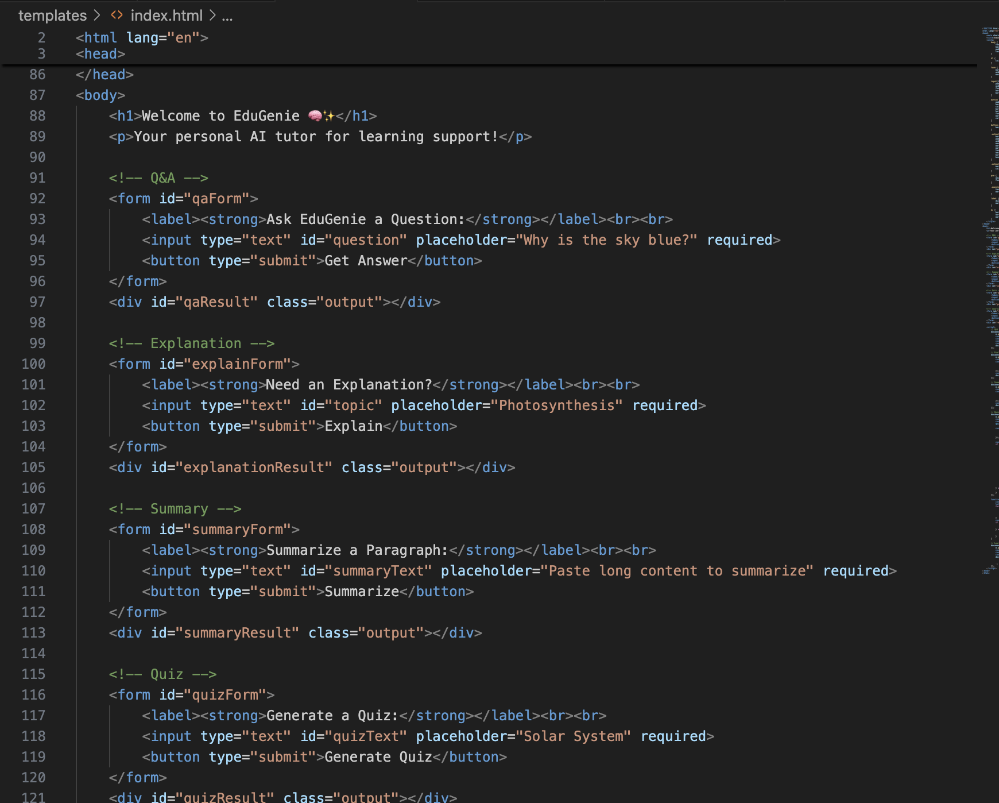 templates > <> index.html > ...
2 <html lang="en">
3 <head>
86 </head>
87 <body>
88 <h1>Welcome to EduGenie 🧠✨</h1>
89 <p>Your personal AI tutor for learning support!</p>
90
91 <!-- Q&A -->
92 <form id="qaForm">
93 <label><strong>Ask EduGenie a Question:</strong></label><br><br>
94 <input type="text" id="question" placeholder="Why is the sky blue?" required>
95 <button type="submit">Get Answer</button>
96 </form>
97 <div id="qaResult" class="output"></div>
98
99 <!-- Explanation -->
100 <form id="explainForm">
101 <label><strong>Need an Explanation?</strong></label><br><br>
102 <input type="text" id="topic" placeholder="Photosynthesis" required>
103 <button type="submit">Explain</button>
104 </form>
105 <div id="explanationResult" class="output"></div>
106
107 <!-- Summary -->
108 <form id="summaryForm">
109 <label><strong>Summarize a Paragraph:</strong></label><br><br>
110 <input type="text" id="summaryText" placeholder="Paste long content to summarize" required>
111 <button type="submit">Summarize</button>
112 </form>
113 <div id="summaryResult" class="output"></div>
114
115 <!-- Quiz -->
116 <form id="quizForm">
117 <label><strong>Generate a Quiz:</strong></label><br><br>
118 <input type="text" id="quizText" placeholder="Solar System" required>
119 <button type="submit">Generate Quiz</button>
120 </form>
121 <div id="quizResult" class="output"></div>